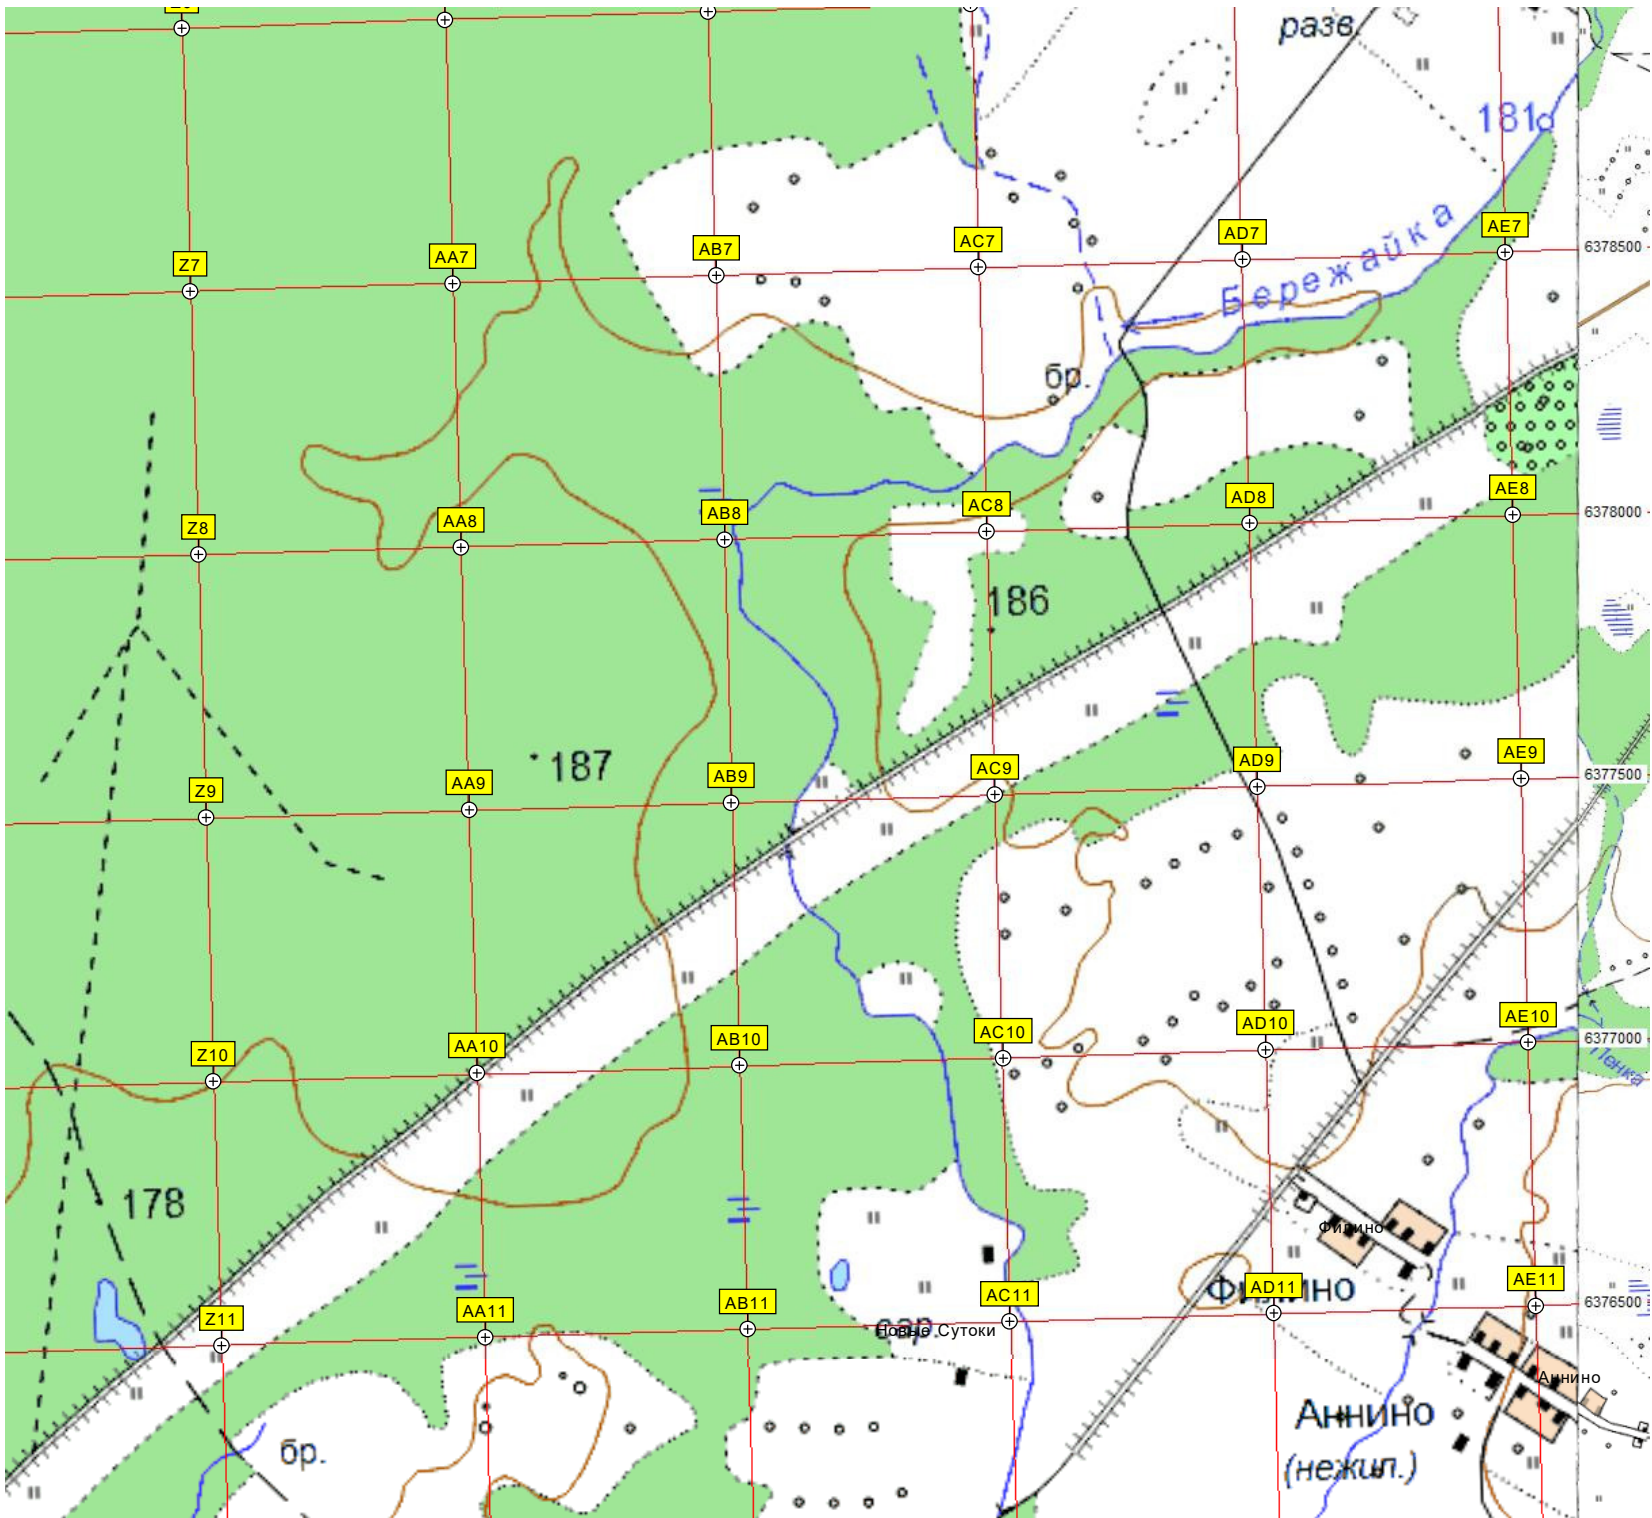 разв.
181
AE7
AD7
AC7
AB7
AA7
Z7
6378500
Бережайка
бр.
AE8
AD8
AC8
AB8
AA8
Z8
6378000
186
187
AE9
AD9
AC9
AB9
AA9
Z9
6377500
AE10
AD10
AC10
AB10
AA10
Z10
6377000
178
Филино
Филино
AE11
AD11
AC11
AB11
AA11
Z11
6376500
сар.
Новые Сутоки
Аннино
Аннино
(нежил.)
бр.